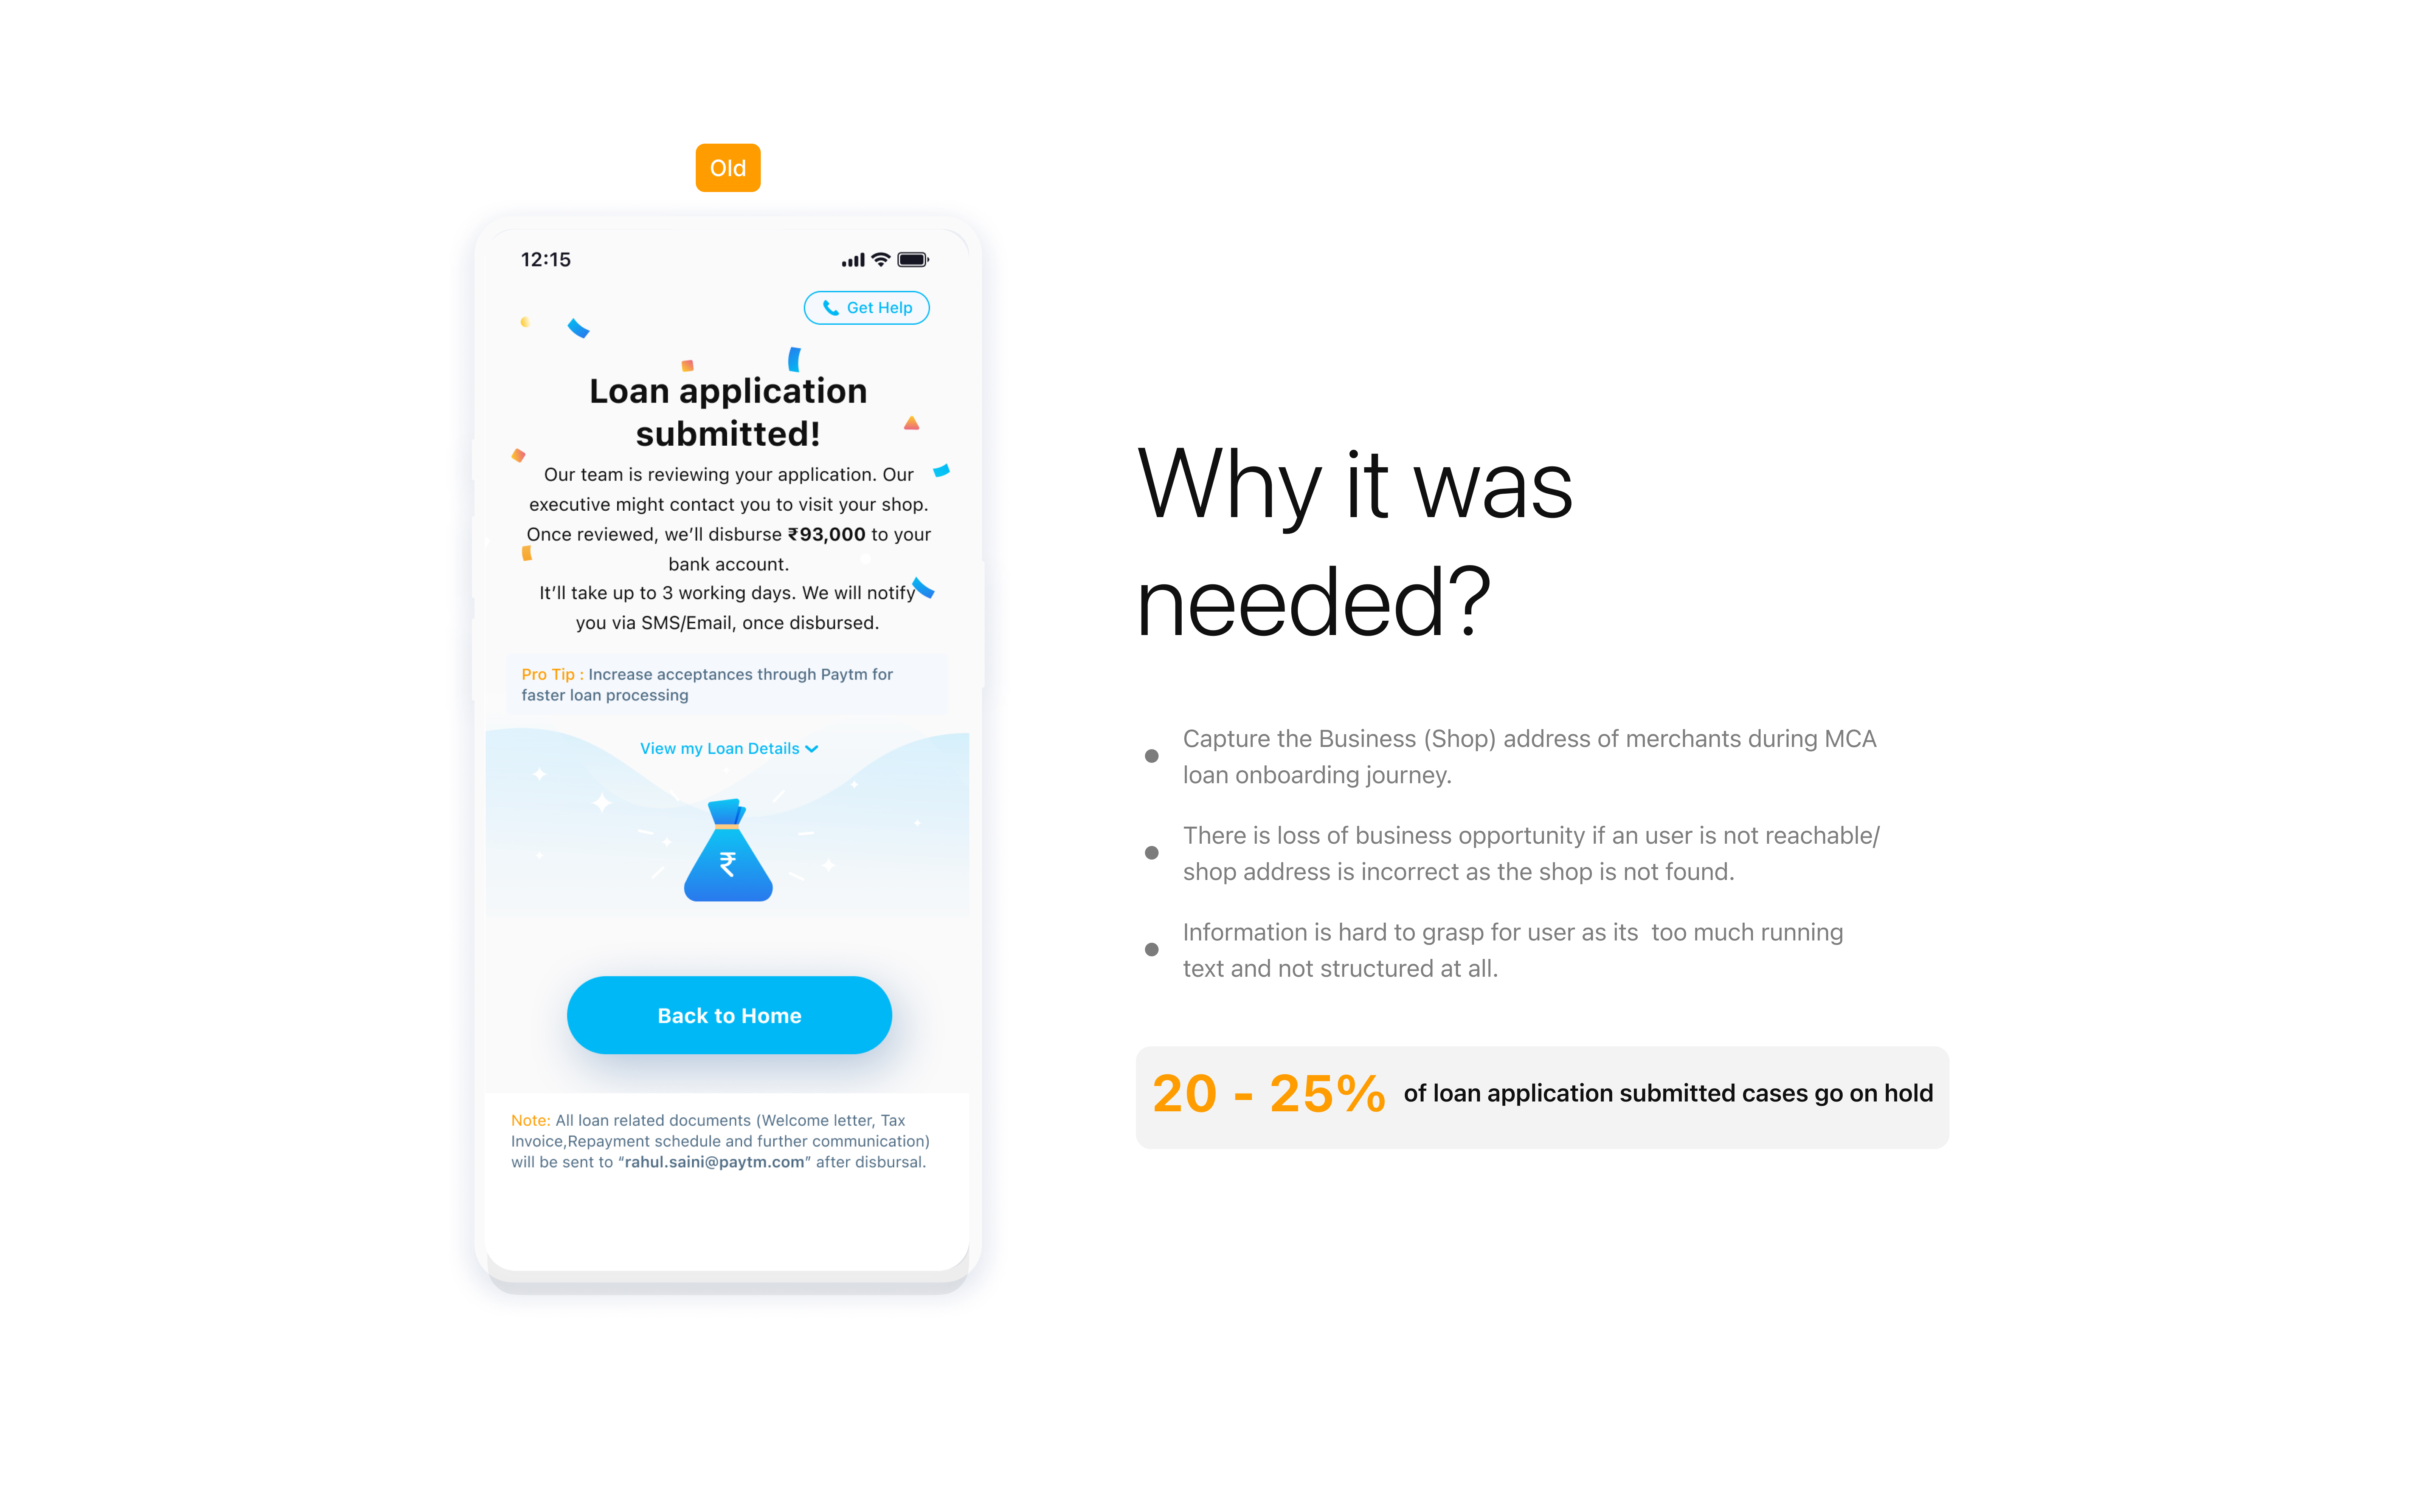 Old
12:15
Get Help
Loan application
submitted!
Our team is reviewing your application. Our
executive might contact you to visit your shop.
Once reviewed, we’ll disburse ₹93,000 to your
bank account.
It’ll take up to 3 working days. We will notify
you via SMS/Email, once disbursed.
Pro Tip : Increase acceptances through Paytm for
faster loan processing
View my Loan Details
₹
Back to Home
Note: All loan related documents (Welcome letter, Tax
Invoice,Repayment schedule and further communication)
will be sent to “rahul.saini@paytm.com” after disbursal.
Why it was
needed?
Capture the Business (Shop) address of merchants during MCA
loan onboarding journey.
There is loss of business opportunity if an user is not reachable/
shop address is incorrect as the shop is not found.
Information is hard to grasp for user as its  too much running
text and not structured at all.
20 - 25% of loan application submitted cases go on hold